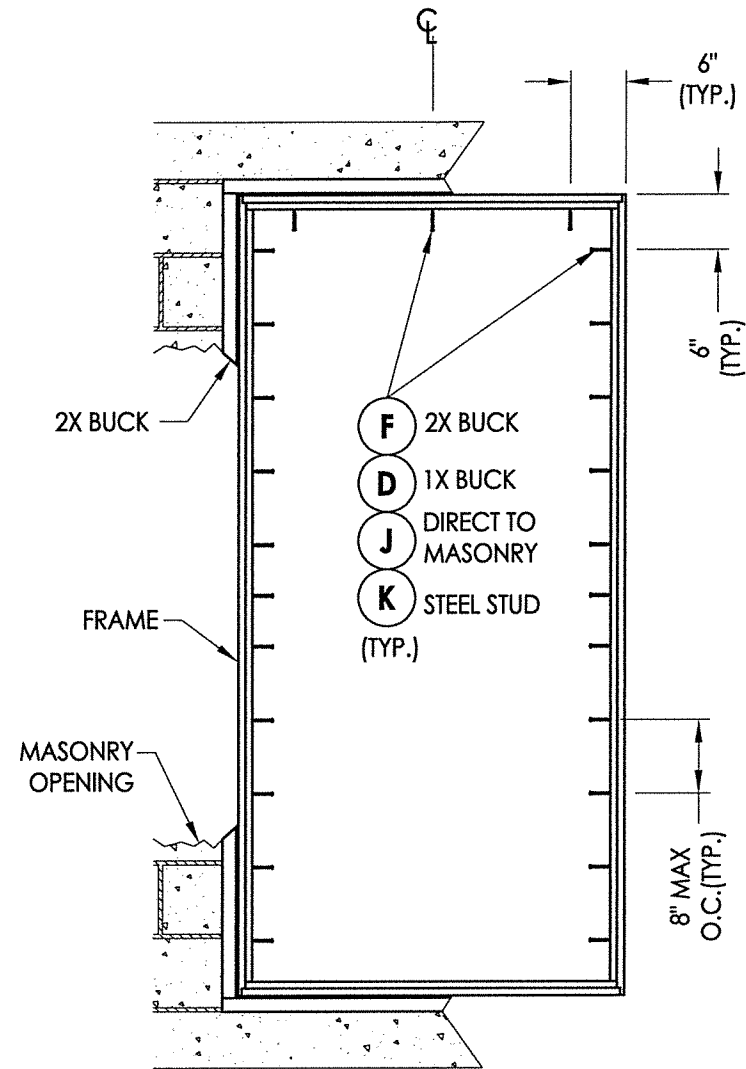 ℄
6"
(TYP.)
6"
(TYP.)
2X BUCK
F 2X BUCK
D 1X BUCK
J DIRECT TO
MASONRY
K STEEL STUD
(TYP.)
FRAME
MASONRY
OPENING
8" MAX
O.C.(TYP.)